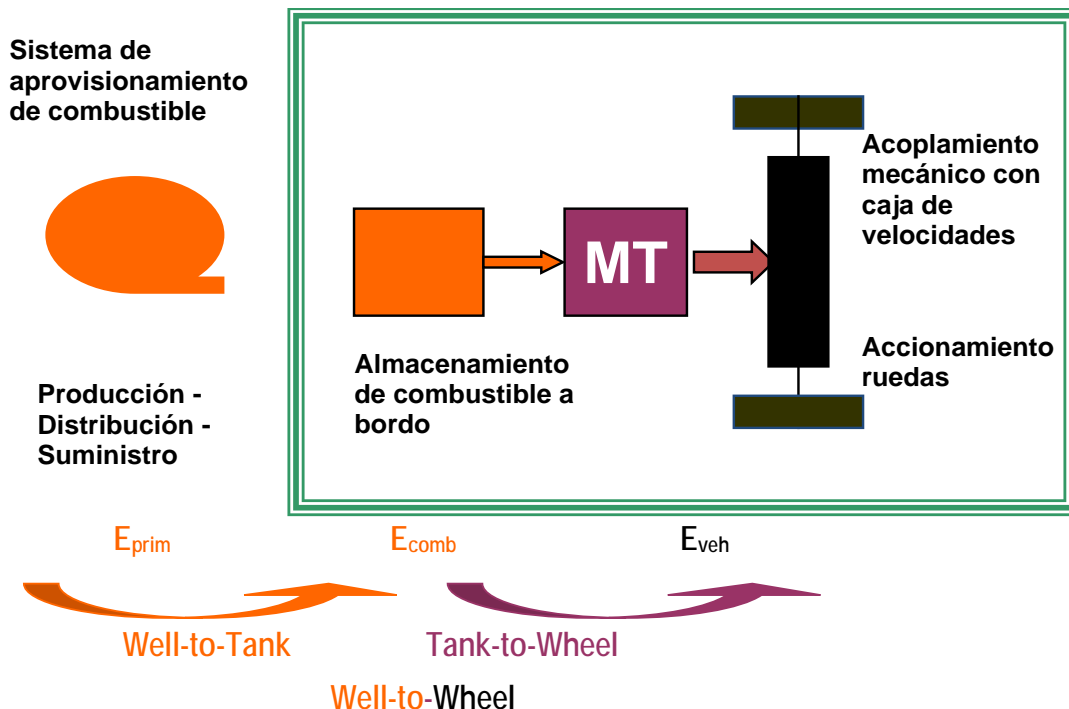 Sistema de
aprovisionamiento
de combustible
MT
Acoplamiento
mecánico con
caja de
velocidades
Almacenamiento
de combustible a
bordo
Accionamiento
ruedas
Producción -
Distribución -
Suministro
Eprim
Ecomb
Eveh
Well-to-Tank
Tank-to-Wheel
Well-to-Wheel